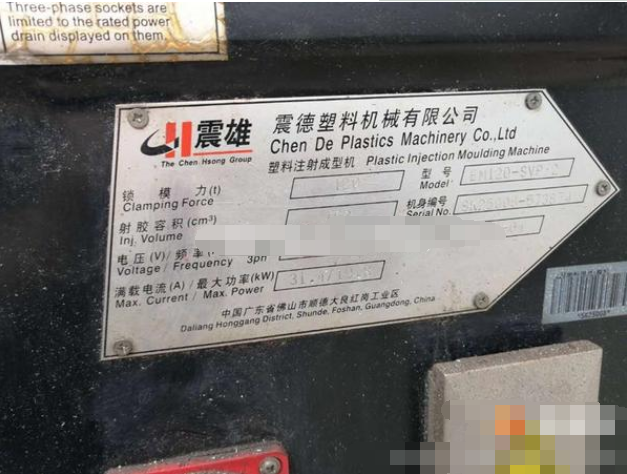 Three-phase sockets are
limited to the rated power
drain displayed on them.
震雄
The Chen Hsong Group
震德塑料机械有限公司
Chen De Plastics Machinery Co.,Ltd
塑料注射成型机 Plastic Injection Moulding Machine
锁模力(t)
Clamping Force
型号
Model EM120-SVP/2
射胶容积(cm³)
Inj. Volume
机身编号
Serial No.
电压(V)/频率
Voltage / Frequency 3ph
满载电流(A)/最大功率(kW)
Max. Current / Max. Power
中国广东省佛山市顺德大良红岗工业区
Daliang Honggang District, Shunde, Foshan, Guangdong, China